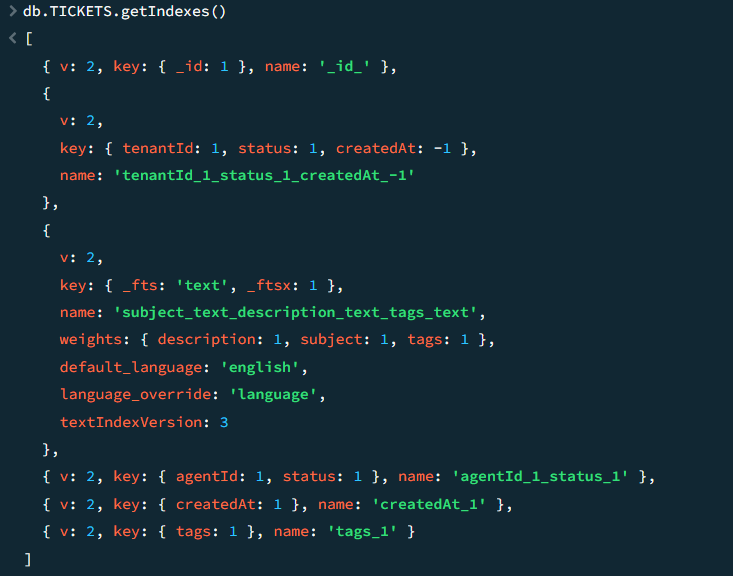 > db.TICKETS.getIndexes()
< [
{ v: 2, key: { _id: 1 }, name: '_id_' },
{
v: 2,
key: { tenantId: 1, status: 1, createdAt: -1 },
name: 'tenantId_1_status_1_createdAt_-1'
},
{
v: 2,
key: { _fts: 'text', _ftsx: 1 },
name: 'subject_text_description_text_tags_text',
weights: { description: 1, subject: 1, tags: 1 },
default_language: 'english',
language_override: 'language',
textIndexVersion: 3
},
{ v: 2, key: { agentId: 1, status: 1 }, name: 'agentId_1_status_1' },
{ v: 2, key: { createdAt: 1 }, name: 'createdAt_1' },
{ v: 2, key: { tags: 1 }, name: 'tags_1' }
]